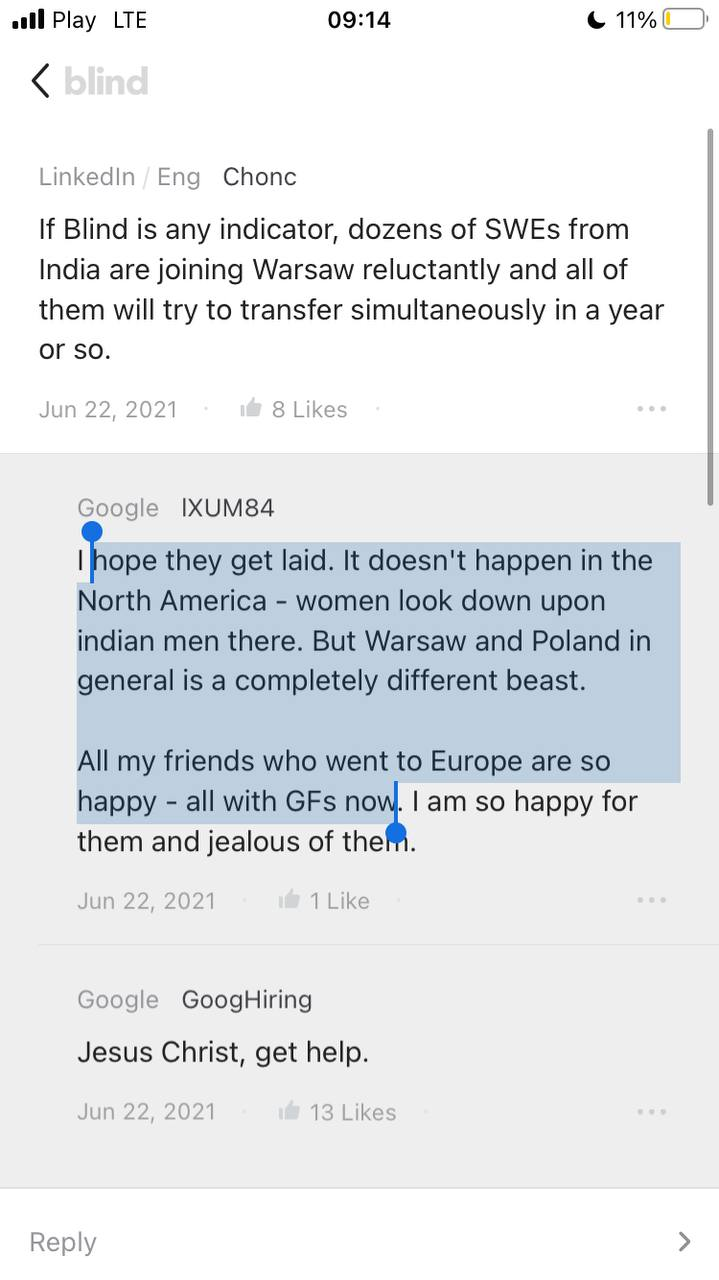 Play LTE 09:14 11%
blind
LinkedIn / Eng Chonc
If Blind is any indicator, dozens of SWEs from
India are joining Warsaw reluctantly and all of
them will try to transfer simultaneously in a year
or so.
Jun 22, 2021 · 8 Likes ·
Google IXUM84
I hope they get laid. It doesn't happen in the
North America - women look down upon
indian men there. But Warsaw and Poland in
general is a completely different beast.
All my friends who went to Europe are so
happy - all with GFs now. I am so happy for
them and jealous of them.
Jun 22, 2021 · 1 Like ·
Google GoogHiring
Jesus Christ, get help.
Jun 22, 2021 · 13 Likes ·
Reply